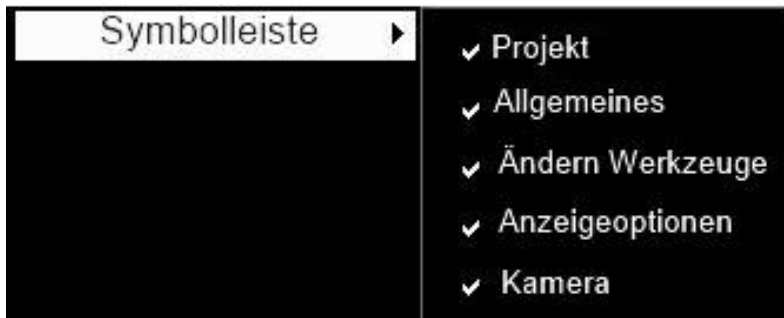 Symbolleiste
Projekt
Allgemeines
Ändern Werkzeuge
Anzeigeoptionen
Kamera